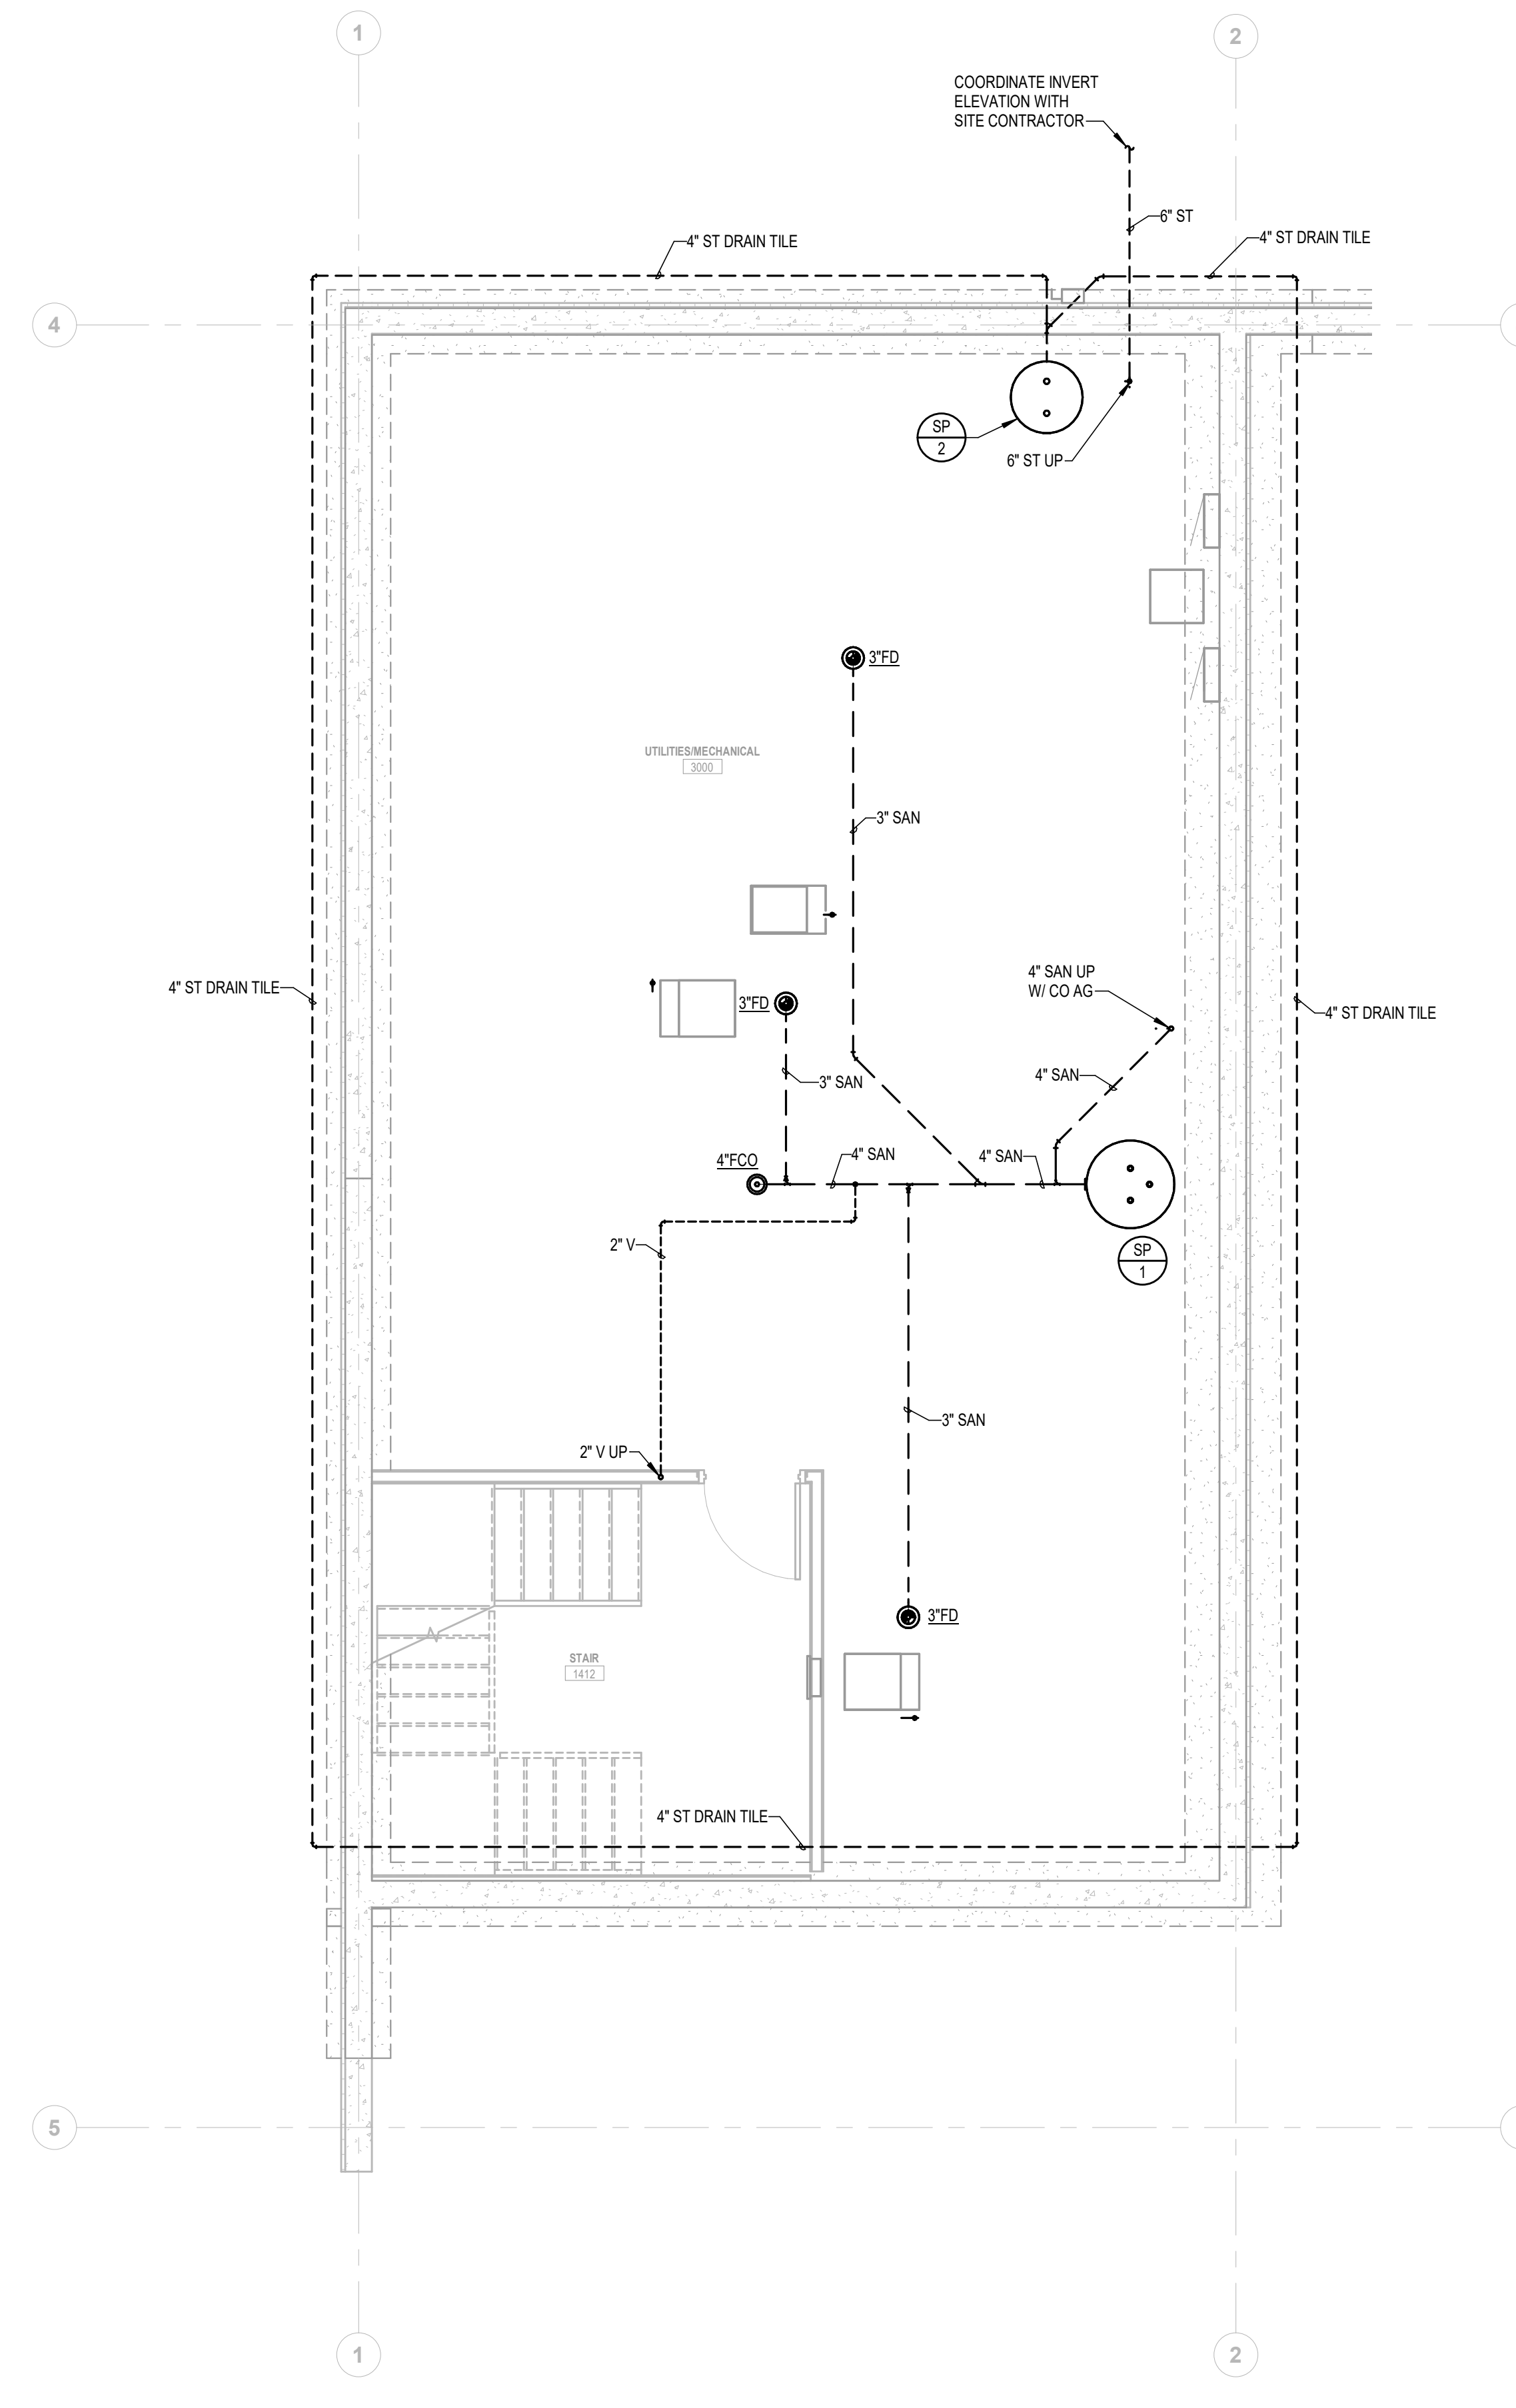 1
2
COORDINATE INVERT
ELEVATION WITH
SITE CONTRACTOR
6" ST
4" ST DRAIN TILE
4" ST DRAIN TILE
4
SP
2
6" ST UP
3"FD
UTILITIES/MECHANICAL
3000
3" SAN
4" SAN UP
W/ CO AG
4" ST DRAIN TILE
3"FD
4" ST DRAIN TILE
3" SAN
4" SAN
4"FCO
4" SAN
4" SAN
2" V
SP
1
3" SAN
2" V UP
3"FD
STAIR
1412
4" ST DRAIN TILE
5
1
2